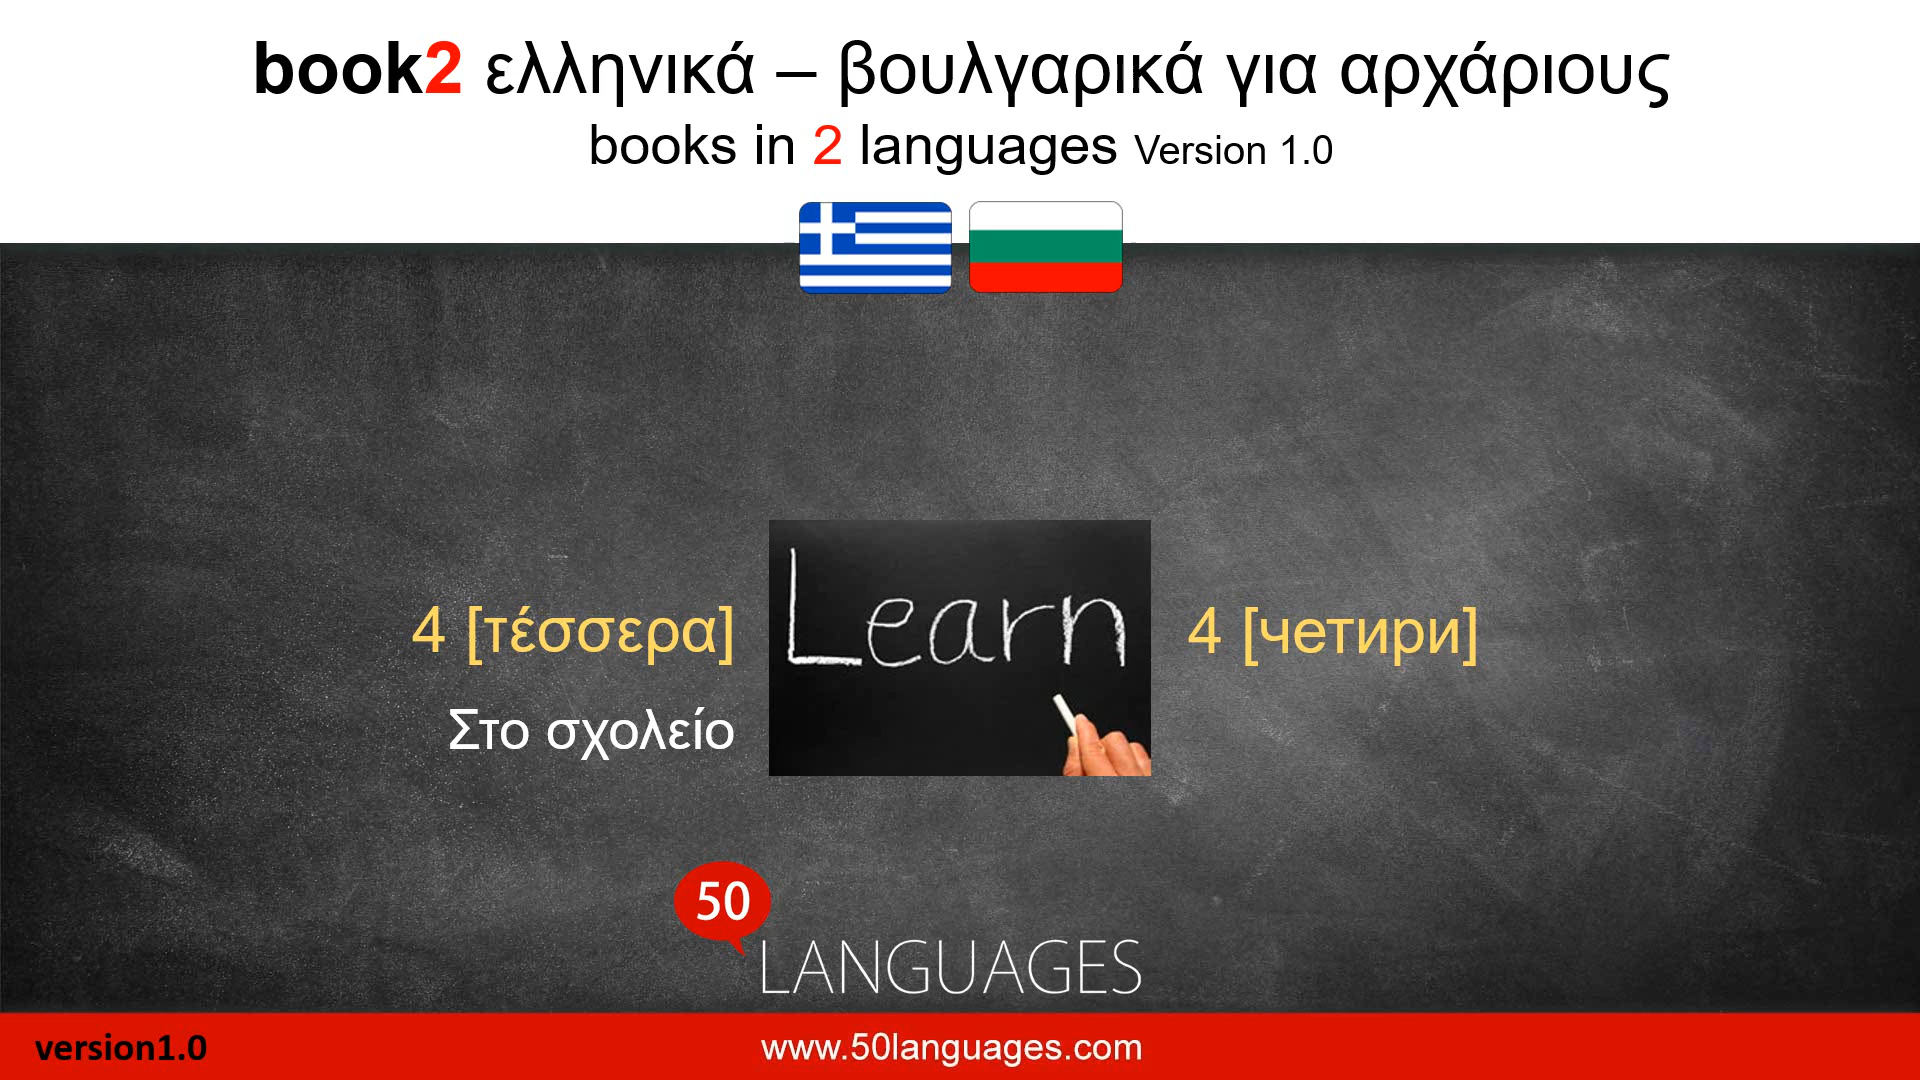 book2 ελληνικά – βουλγαρικά για αρχάριους
books in 2 languages Version 1.0
4 [τέσσερα]
Στο σχολείο
Learn
4 [четири]
50
LANGUAGES
version1.0
www.50languages.com